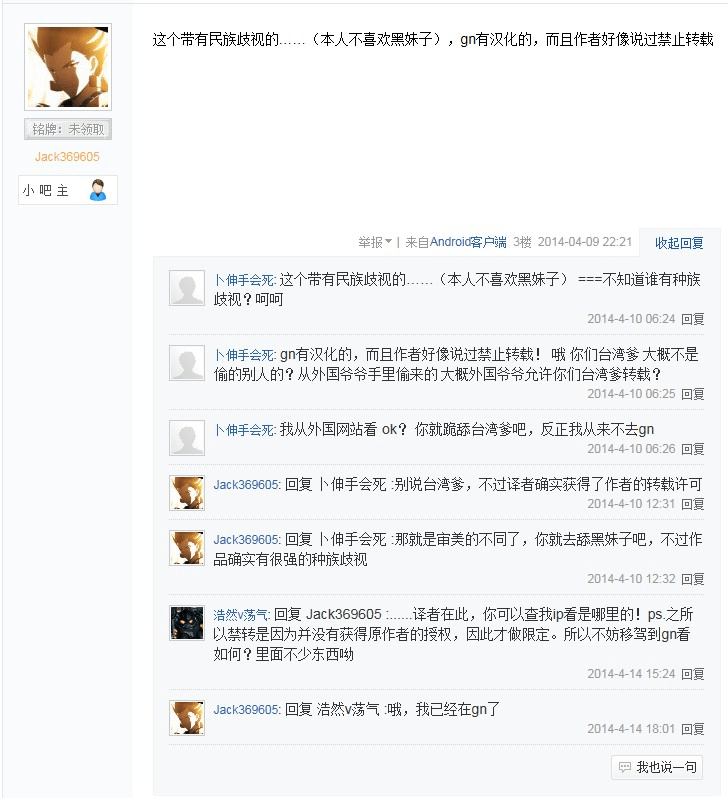 这个带有民族歧视的……（本人不喜欢黑妹子），gn有汉化的，而且作者好像说过禁止转载
铭牌：未领取
Jack369605
小吧主
举报 | 来自Android客户端 3楼 2014-04-09 22:21 收起回复
卜伸手会死: 这个带有民族歧视的……（本人不喜欢黑妹子） ===不知道谁有种族
歧视？呵呵
2014-4-10 06:24 回复
卜伸手会死: gn有汉化的，而且作者好像说过禁止转载！ 哦 你们台湾爹 大概不是
偷的别人的？从外国爷爷手里偷来的 大概外国爷爷允许你们台湾爹转载？
2014-4-10 06:25 回复
卜伸手会死: 我从外国网站看 ok？ 你就跪舔台湾爹吧，反正我从来不去gn
2014-4-10 06:26 回复
Jack369605: 回复 卜伸手会死 :别说台湾爹，不过译者确实获得了作者的转载许可
2014-4-10 12:31 回复
Jack369605: 回复 卜伸手会死 :那就是审美的不同了，你就去舔黑妹子吧，不过作
品确实有很强的种族歧视
2014-4-10 12:32 回复
浩然v荡气: 回复 Jack369605 :......译者在此，你可以查我ip看是哪里的！ps.之所
以禁转是因为并没有获得原作者的授权，因此才做限定。所以不妨移驾到gn看
如何？里面不少东西呦
2014-4-14 15:24 回复
Jack369605: 回复 浩然v荡气 :哦，我已经在gn了
2014-4-14 18:01 回复
我也说一句